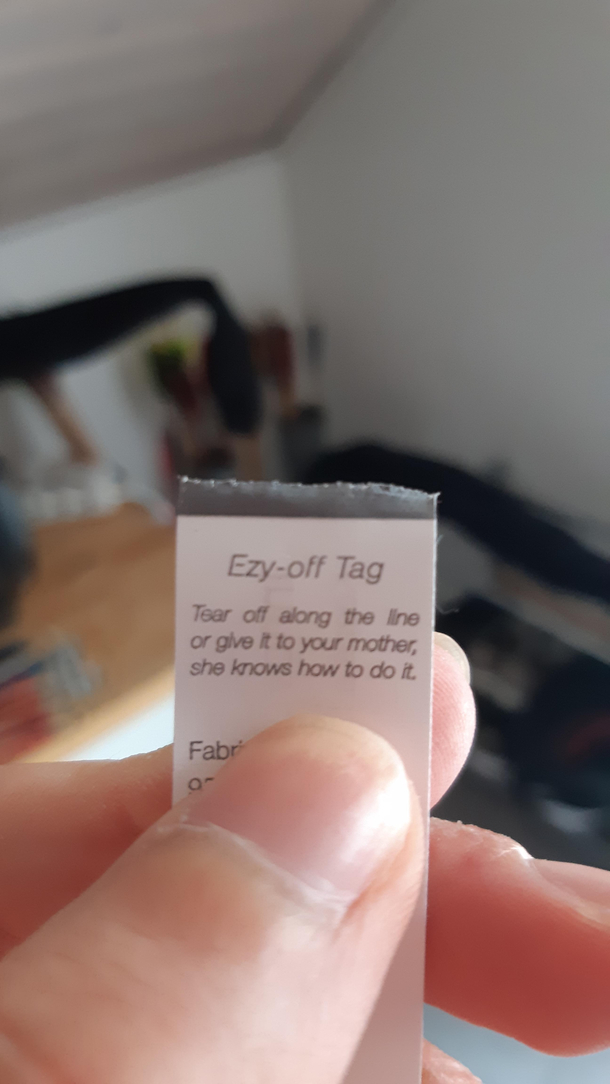 Ezy-off Tag
Tear off along the line
or give it to your mother,
she knows how to do it.